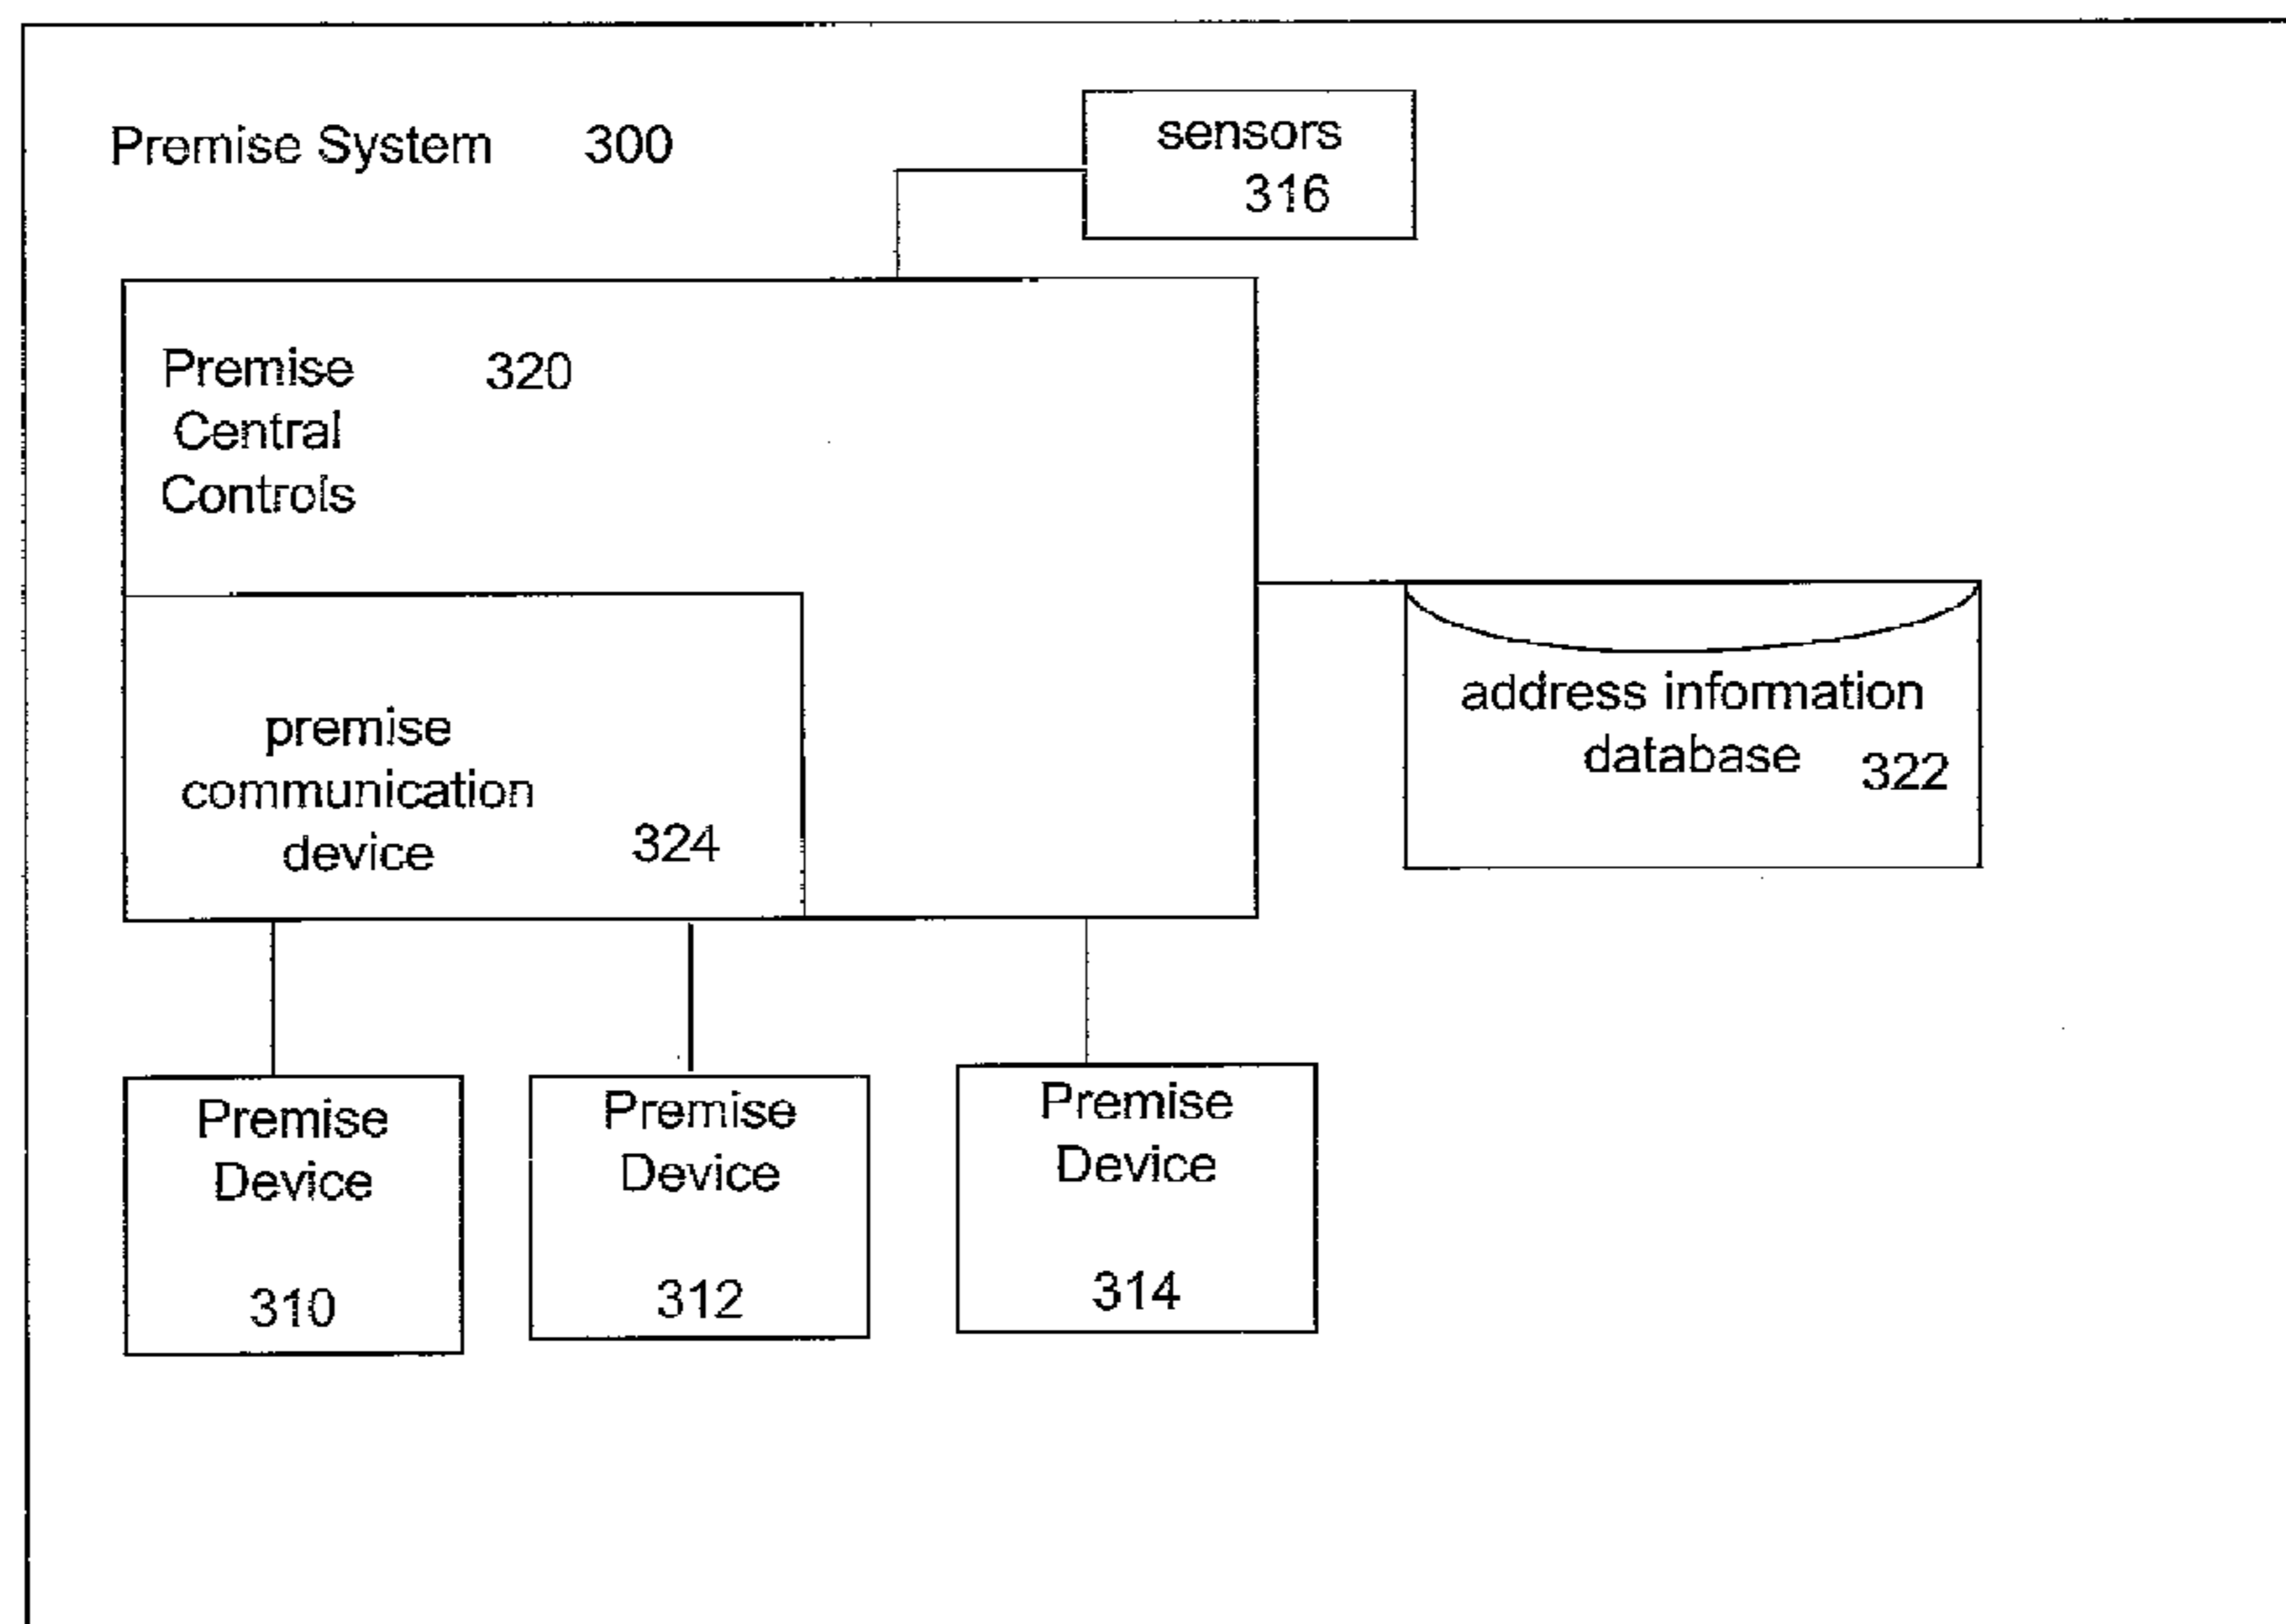 Premise System 300
sensors
316
Premise 320
Central
Controls
premise
communication
device 324
address information
database 322
Premise
Device
310
Premise
Device
312
Premise
Device
314